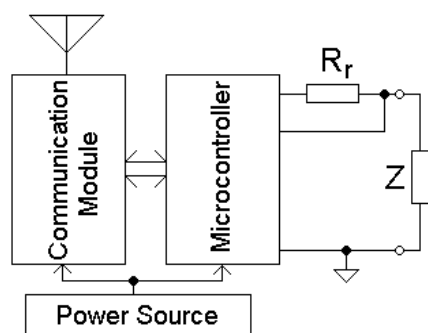 Communication
Module
Microcontroller
Rr
Z
Power Source